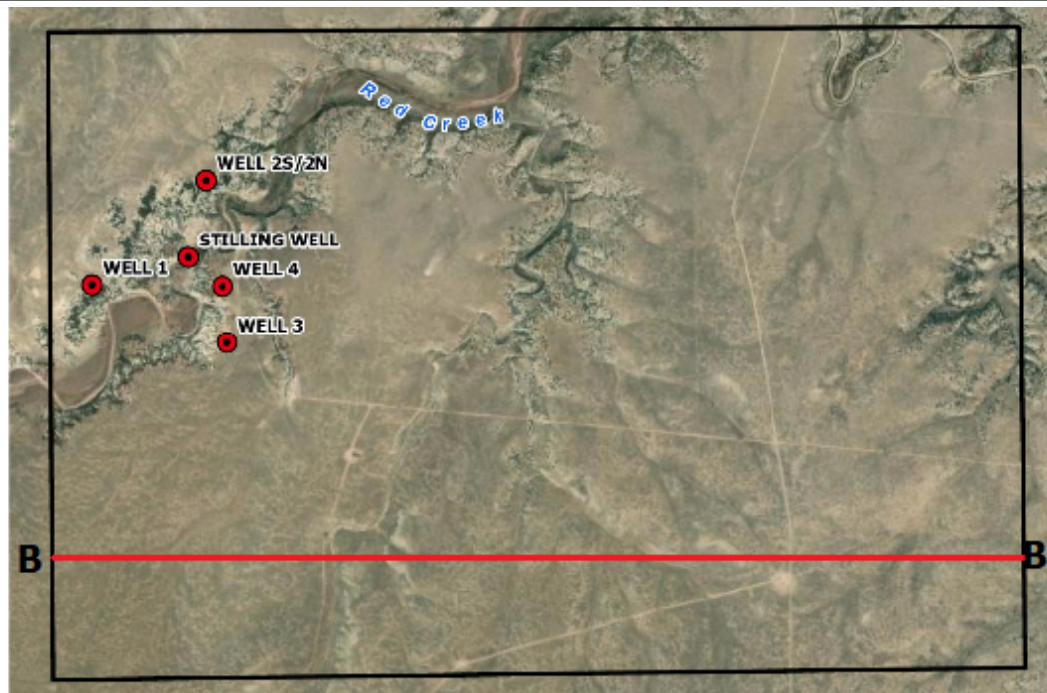 Red Creek
WELL 2S/2N
STILLING WELL
WELL 1
WELL 4
WELL 3
B
B